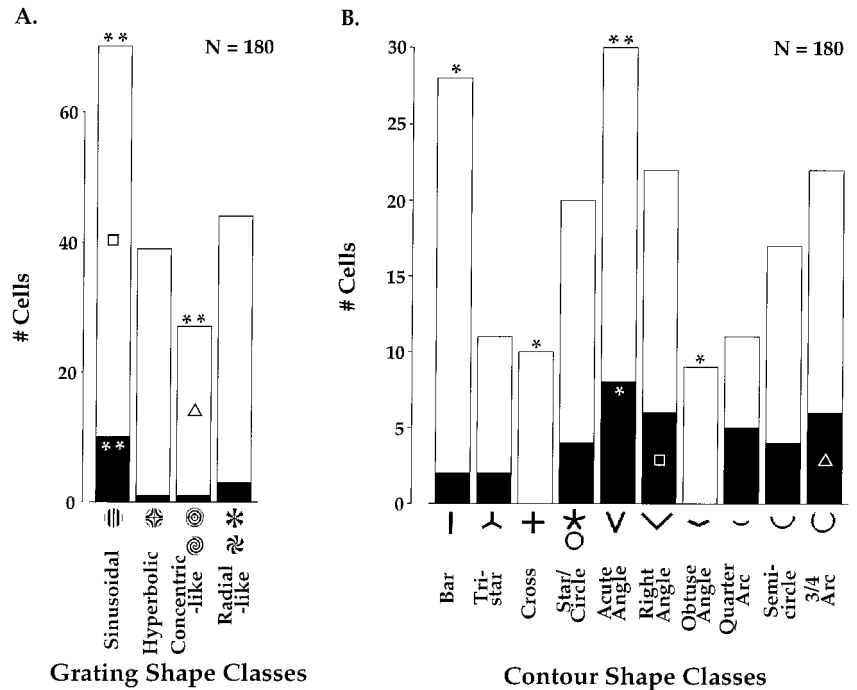 A.
N = 180
**
60
40
20
0
# Cells
**
**
Sinusoidal
Hyperbolic
Concentric
-like
Radial
-like
Grating Shape Classes
B.
N = 180
30
25
20
15
10
5
0
# Cells
*
*
**
*
*
Bar
Tri-
star
Cross
Star/
Circle
Acute
Angle
Right
Angle
Obtuse
Angle
Quarter
Arc
Semi-
circle
3/4
Arc
Contour Shape Classes